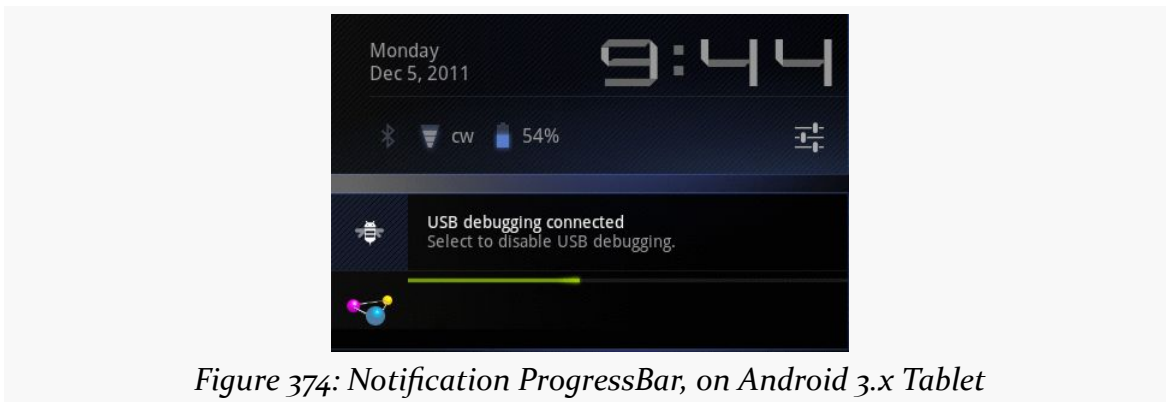 Monday
9:44
Dec 5, 2011
cw 54%
USB debugging connected
Select to disable USB debugging.
Figure 374: Notification ProgressBar, on Android 3.x Tablet